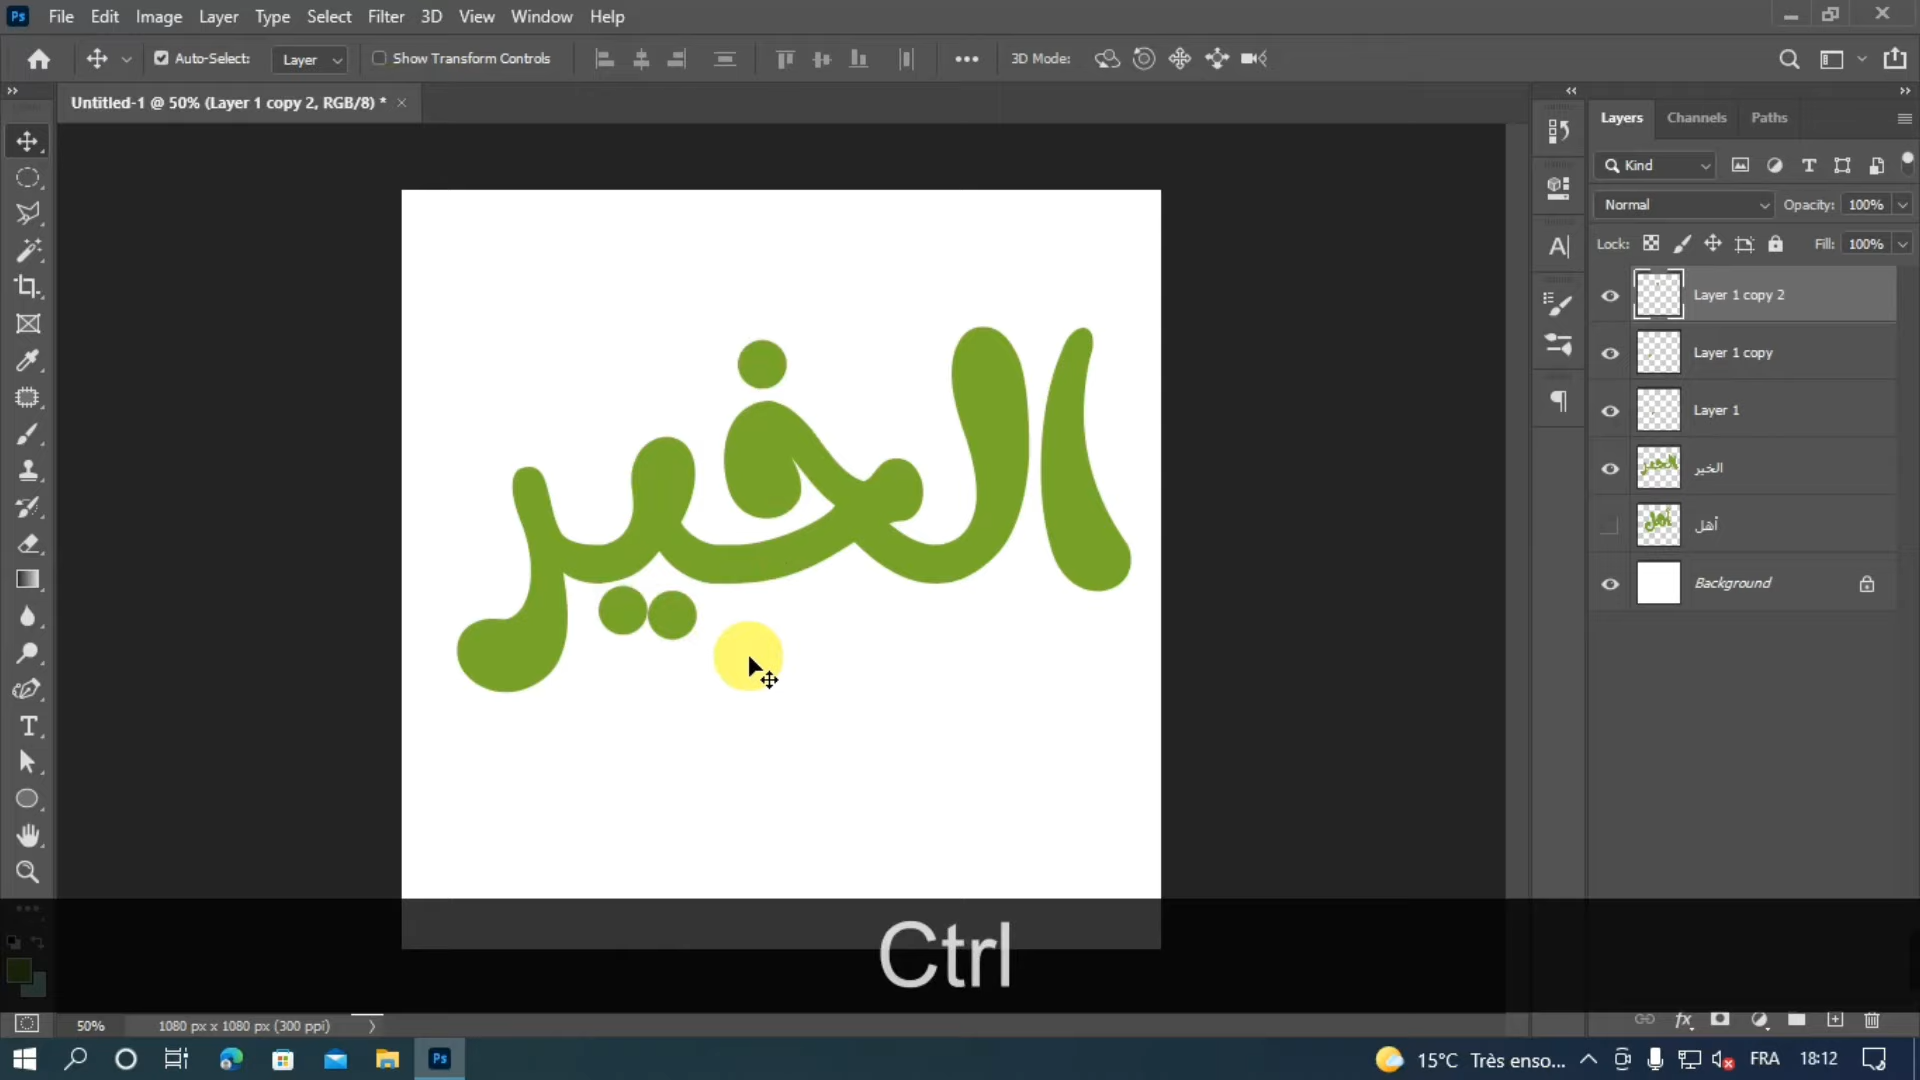 Ps File Edit Image Layer Type Select Filter 3D View Window Help
Auto-Select: Layer Show Transform Controls 3D Mode:
Untitled-1 @ 50% (Layer 1 copy 2, RGB/8) *
Layers Channels Paths
Kind
Normal Opacity: 100%
Lock: Fill: 100%
Layer 1 copy 2
Layer 1 copy
Layer 1
الخير
أهل
Background
الخير
Ctrl
50% 1080 px x 1080 px (300 ppi)
Ps 15°C Très enso... FRA 18:12